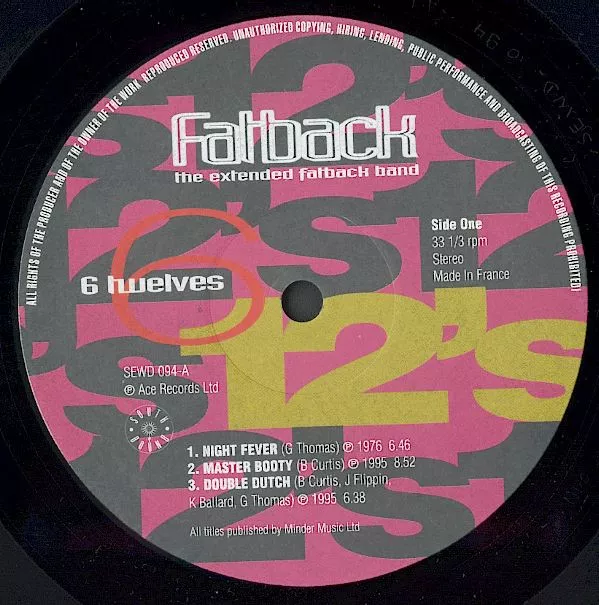 ALL RIGHTS OF THE PRODUCER AND OF THE OWNER OF THE WORK REPRODUCED RESERVED. UNAUTHORIZED COPYING, HIRING, LENDING, PUBLIC PERFORMANCE AND BROADCASTING OF THIS RECORDING PROHIBITED)
Fatback
the extended fatback band
Side One
33 1/3 rpm
Stereo
Made In France
6
6 twelves
12's
SEWD 094-A
℗ Ace Records Ltd
SOUTH
BOUND
1. NIGHT FEVER (G Thomas) ℗ 1976 6.46
2. MASTER BOOTY (B Curtis) ℗ 1995 8:52
3. DOUBLE DUTCH (B Curtis, J Flippin,
K Ballard, G Thomas) ℗ 1995 6.38
All titles published by Minder Music Ltd